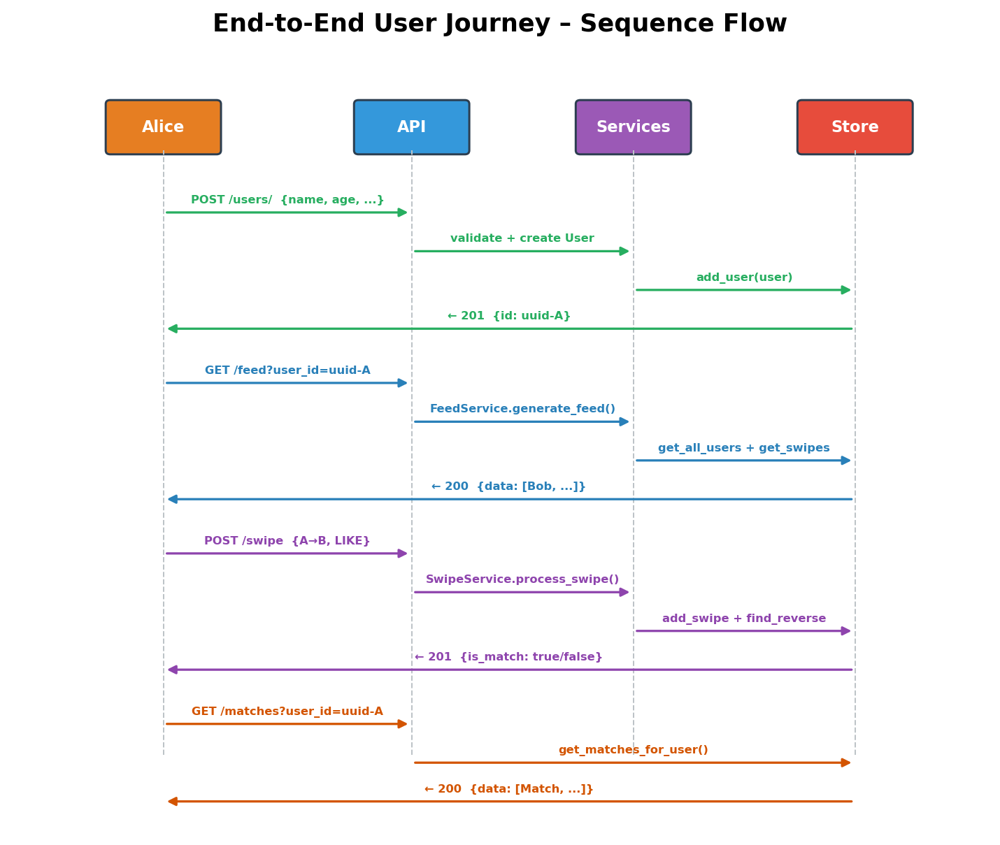 End-to-End User Journey – Sequence Flow
Alice
API
Services
Store
POST /users/  {name, age, ...}
validate + create User
add_user(user)
← 201  {id: uuid-A}
GET /feed?user_id=uuid-A
FeedService.generate_feed()
get_all_users + get_swipes
← 200  {data: [Bob, ...]}
POST /swipe  {A→B, LIKE}
SwipeService.process_swipe()
add_swipe + find_reverse
← 201  {is_match: true/false}
GET /matches?user_id=uuid-A
get_matches_for_user()
← 200  {data: [Match, ...]}